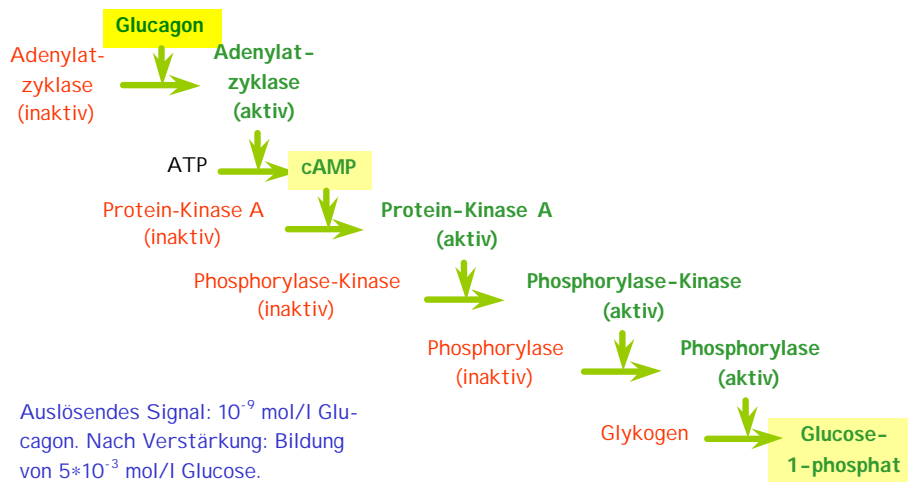 Glucagon
Adenylat-
zyklase
(inaktiv)
Adenylat-
zyklase
(aktiv)
ATP
cAMP
Protein-Kinase A
(inaktiv)
Protein-Kinase A
(aktiv)
Phosphorylase-Kinase
(inaktiv)
Phosphorylase-Kinase
(aktiv)
Phosphorylase
(inaktiv)
Phosphorylase
(aktiv)
Glykogen
Glucose-
1-phosphat
Auslösendes Signal: 10⁻⁹ mol/l Glu-
cagon. Nach Verstärkung: Bildung
von 5*10⁻³ mol/l Glucose.